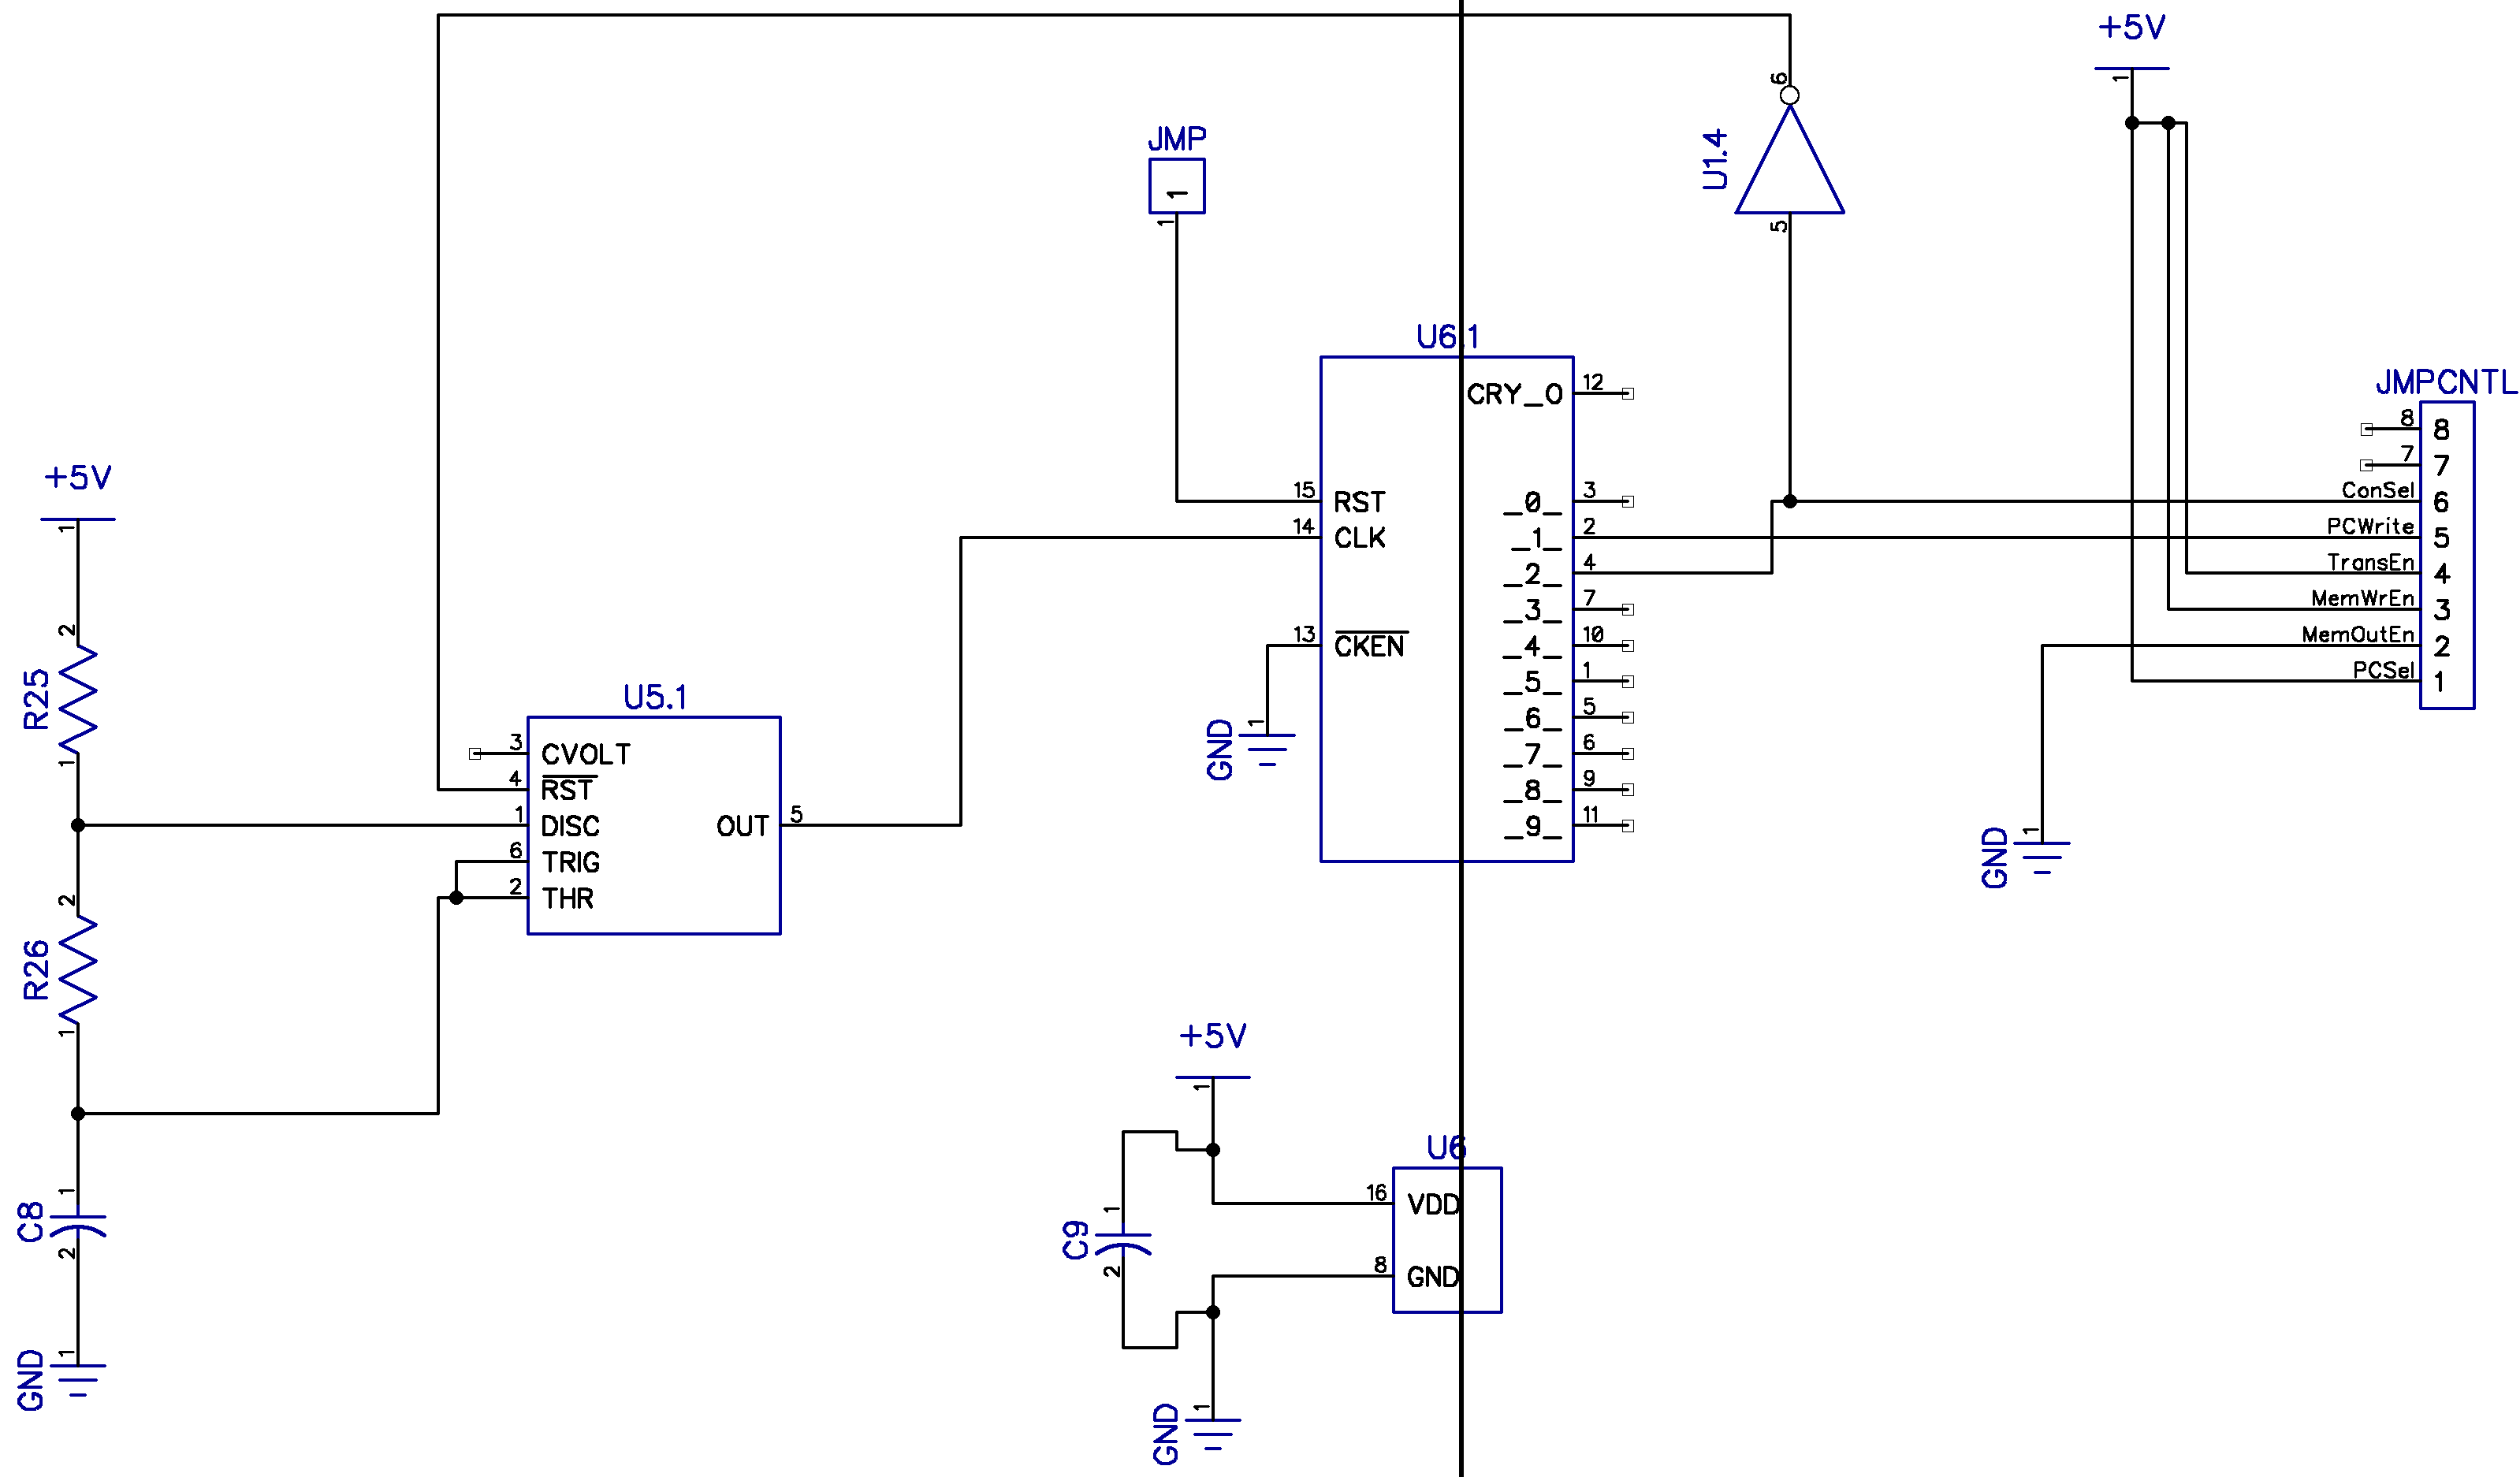 +5V
1
6
U1.4
5
JMP
1
1
U6.1
CRY_O 12
15 RST
14 CLK
13 CKEN
_0_ 3
_1_ 2
_2_ 4
_3_ 7
_4_ 10
_5_ 1
_6_ 5
_7_ 6
_8_ 9
_9_ 11
GND 1
JMPCNTL
8 8
7 7
ConSel 6
PCWrite 5
TransEn 4
MemWrEn 3
MemOutEn 2
PCSel 1
GND 1
+5V
1
2
R25
1
U5.1
3 CVOLT
4 RST
1 DISC
6 TRIG
2 THR
OUT 5
2
R26
1
1
C8
2
1
GND
+5V
1
1
C9
2
U6
16 VDD
8 GND
1
GND